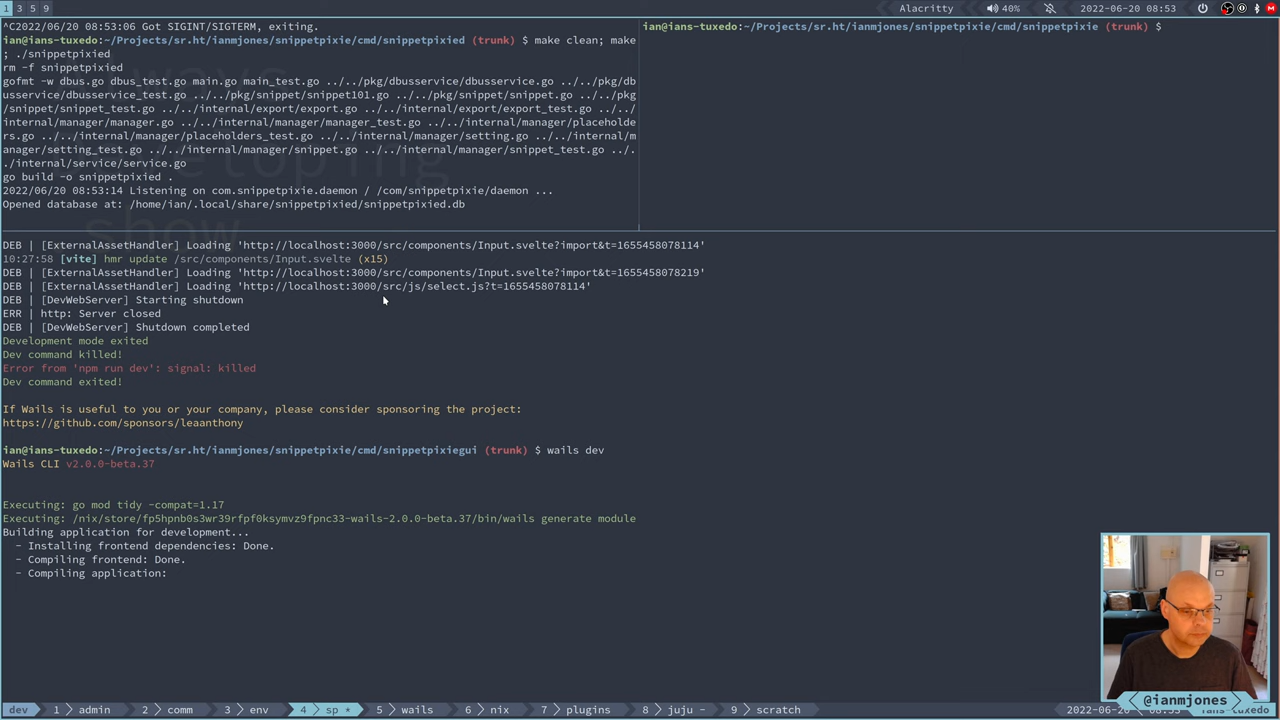 1 3 5 9
Alacritty
40%
2022-06-20 08:53
^C2022/06/20 08:53:06 Got SIGINT/SIGTERM, exiting.
ian@ians-tuxedo:~/Projects/sr.ht/ianmjones/snippetpixie/cmd/snippetpixied (trunk) $ make clean; make
; ./snippetpixied
rm -f snippetpixied
gofmt -w dbus.go dbus_test.go main.go main_test.go ../../pkg/dbusservice/dbusservice.go ../../pkg/db
usservice/dbusservice_test.go ../../pkg/snippet/snippet101.go ../../pkg/snippet/snippet.go ../../pkg
/snippet/snippet_test.go ../../internal/export/export.go ../../internal/export/export_test.go ../../
internal/manager/manager.go ../../internal/manager/manager_test.go ../../internal/manager/placeholde
rs.go ../../internal/manager/placeholders_test.go ../../internal/manager/setting.go ../../internal/m
anager/setting_test.go ../../internal/manager/snippet.go ../../internal/manager/snippet_test.go ../.
./internal/service/service.go
go build -o snippetpixied .
2022/06/20 08:53:14 Listening on com.snippetpixie.daemon / /com/snippetpixie/daemon ...
Opened database at: /home/ian/.local/share/snippetpixied/snippetpixied.db
ian@ians-tuxedo:~/Projects/sr.ht/ianmjones/snippetpixie/cmd/snippetpixie (trunk) $
show
DEB | [ExternalAssetHandler] Loading 'http://localhost:3000/src/components/Input.svelte?import&t=1655458078114'
10:27:58 [vite] hmr update /src/components/Input.svelte (x15)
DEB | [ExternalAssetHandler] Loading 'http://localhost:3000/src/components/Input.svelte?import&t=1655458078219'
DEB | [ExternalAssetHandler] Loading 'http://localhost:3000/src/js/select.js?t=1655458078114'
DEB | [DevWebServer] Starting shutdown
ERR | http: Server closed
DEB | [DevWebServer] Shutdown completed
Development mode exited
Dev command killed!
Error from 'npm run dev': signal: killed
Dev command exited!
If Wails is useful to you or your company, please consider sponsoring the project:
https://github.com/sponsors/leaanthony
ian@ians-tuxedo:~/Projects/sr.ht/ianmjones/snippetpixie/cmd/snippetpixiegui (trunk) $ wails dev
Wails CLI v2.0.0-beta.37
Executing: go mod tidy -compat=1.17
Executing: /nix/store/fp5hpnb0s3wr39rfpf0ksymvz9fpnc33-wails-2.0.0-beta.37/bin/wails generate module
Building application for development...
- Installing frontend dependencies: Done.
- Compiling frontend: Done.
- Compiling application:
@ianmjones
dev 1 admin 2 comm 3 env 4 sp * 5 wails 6 nix 7 plugins 8 juju - 9 scratch